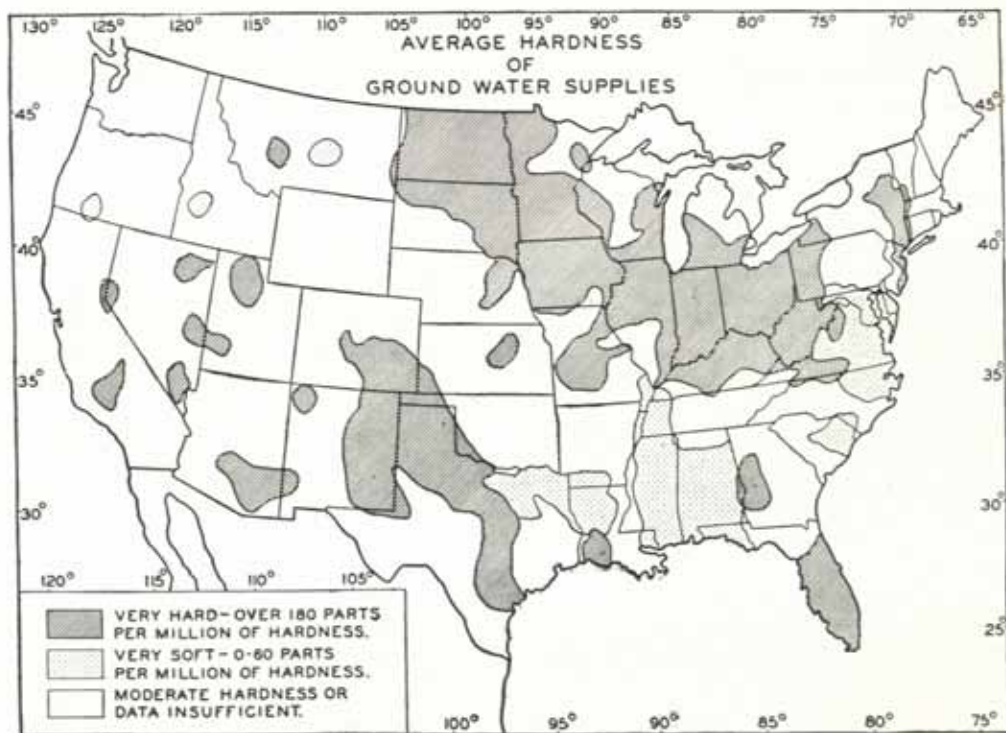 130° 120° 115° 110° 105° 100° 95° 90° 85° 80° 75° 70° 65°
125°
AVERAGE HARDNESS
OF
GROUND WATER SUPPLIES
45° 45°
40° 40°
35° 35°
30° 30°
120° 115° 110° 105°
25°
VERY HARD-OVER 180 PARTS
PER MILLION OF HARDNESS.
VERY SOFT-0-60 PARTS
PER MILLION OF HARDNESS.
MODERATE HARDNESS OR
DATA INSUFFICIENT.
100° 95° 90° 85° 80° 75°